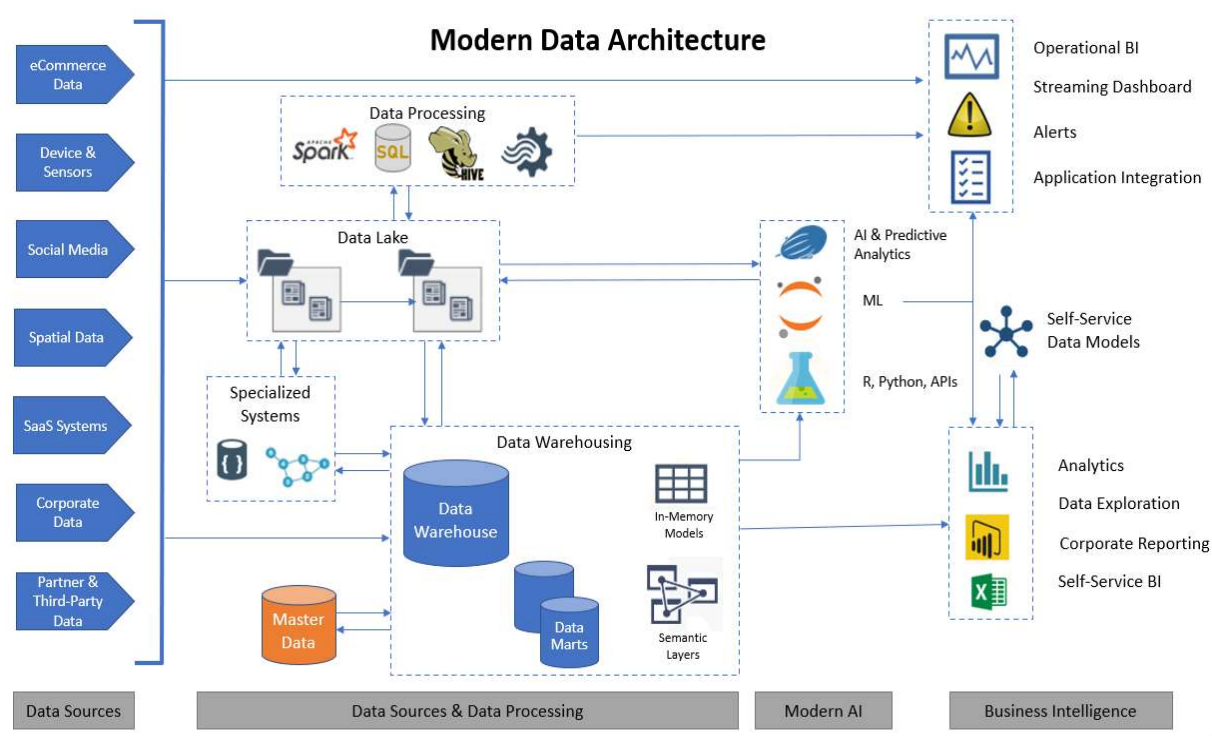 Modern Data Architecture
eCommerce
Data
Device &
Sensors
Social Media
Spatial Data
SaaS Systems
Corporate
Data
Partner &
Third-Party
Data
Data Processing
APACHE
Spark
SQL
HIVE
Data Lake
Specialized
Systems
{ }
Master
Data
Data Warehousing
Data
Warehouse
Data
Marts
In-Memory
Models
Semantic
Layers
AI & Predictive
Analytics
ML
R, Python, APIs
Operational BI
Streaming Dashboard
Alerts
Application Integration
Self-Service
Data Models
Analytics
Data Exploration
Corporate Reporting
Self-Service BI
X
Data Sources
Data Sources & Data Processing
Modern AI
Business Intelligence